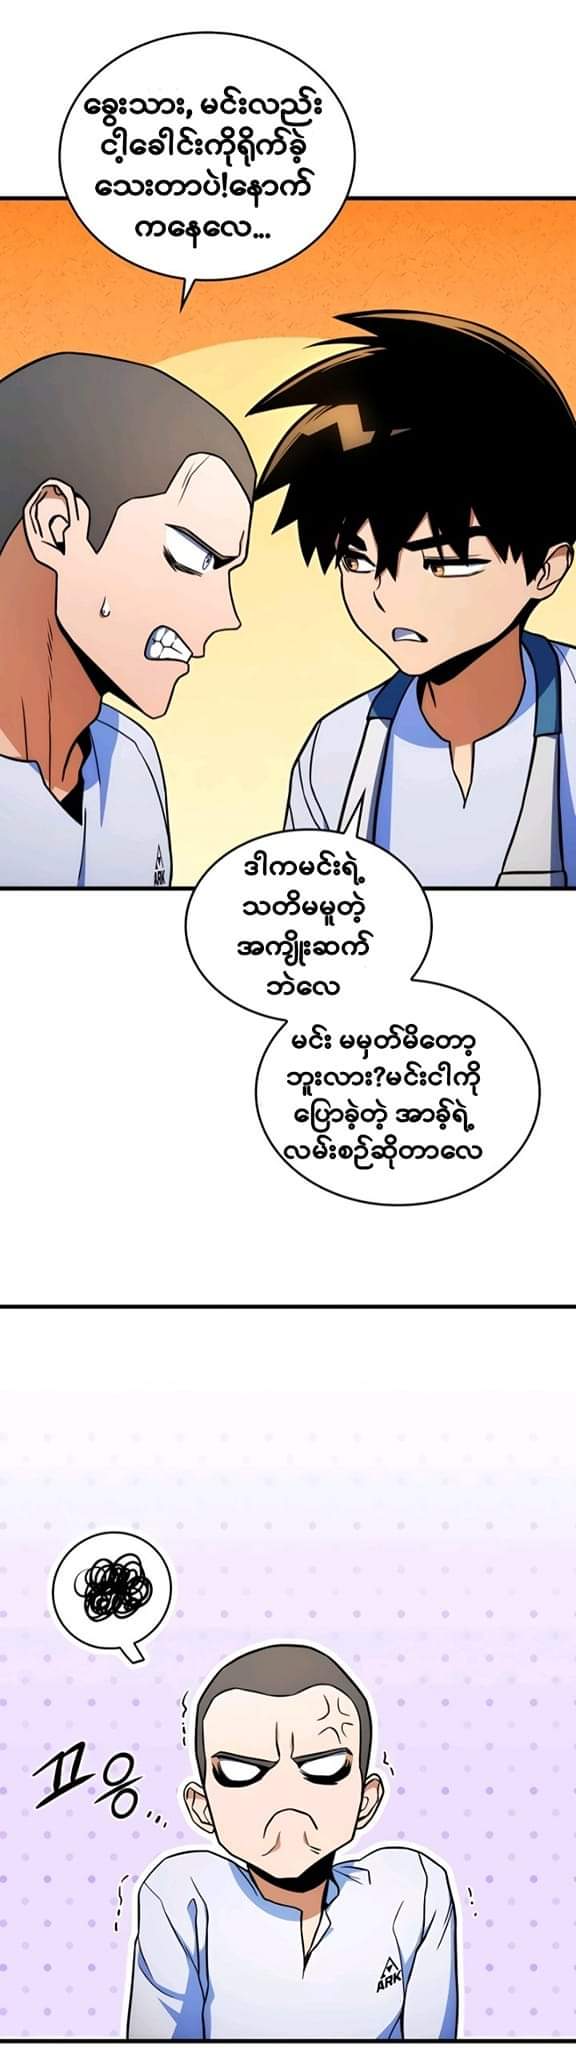 ခွေးသား, မင်းလည်း
ငါ့ခေါင်းကိုရိုက်ခဲ့
သေးတာပဲ!နောက်
ကနေလေ...
ARK
ဒါကမင်းရဲ့
သတိမမူတဲ့
အကျိုးဆက်
ဘဲလေ
မင်း မမှတ်မိတော့
ဘူးလား?မင်းငါကို
ပြောခဲ့တဲ့ အာခ့်ရဲ့
လမ်းစဉ်ဆိုတာလေ
끄응...
ARK